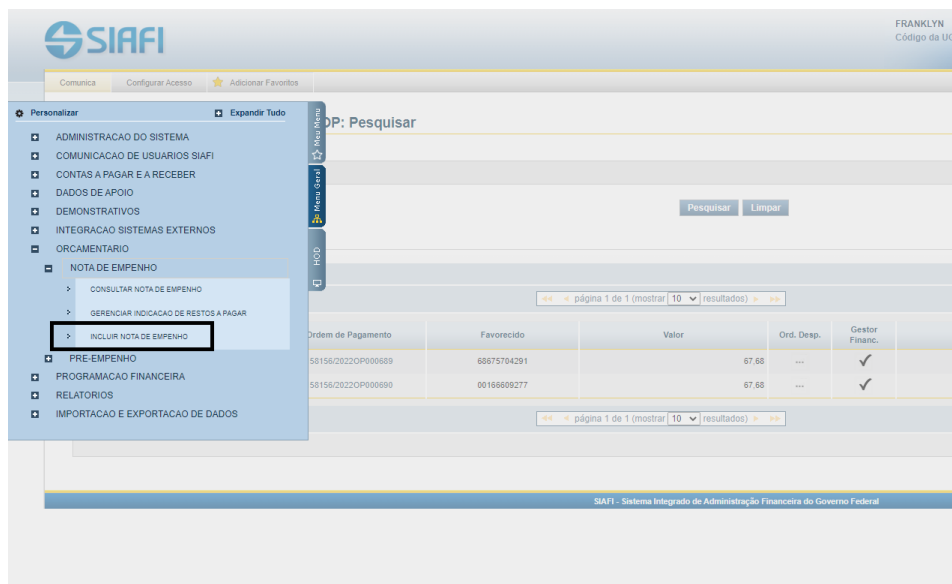 SIAFI
FRANKLYN
Código da UG
Comunica Configurar Acesso Adicionar Favoritos
Personalizar Expandir Tudo
ADMINISTRACAO DO SISTEMA
COMUNICACAO DE USUARIOS SIAFI
CONTAS A PAGAR E A RECEBER
DADOS DE APOIO
DEMONSTRATIVOS
INTEGRACAO SISTEMAS EXTERNOS
ORCAMENTARIO
NOTA DE EMPENHO
CONSULTAR NOTA DE EMPENHO
GERENCIAR INDICACAO DE RESTOS A PAGAR
INCLUIR NOTA DE EMPENHO
PRE-EMPENHO
PROGRAMACAO FINANCEIRA
RELATORIOS
IMPORTACAO E EXPORTACAO DE DADOS
Meu Menu
Menu Geral
HOD
OP: Pesquisar
Pesquisar Limpar
página 1 de 1 (mostrar 10 resultados)
Ordem de Pagamento Favorecido Valor Ord. Desp. Gestor Financ.
58156/2022OP000689 68675704291 67,68 ---
58156/2022OP000690 00166609277 67,68 ---
página 1 de 1 (mostrar 10 resultados)
SIAFI - Sistema Integrado de Administração Financeira do Governo Federal